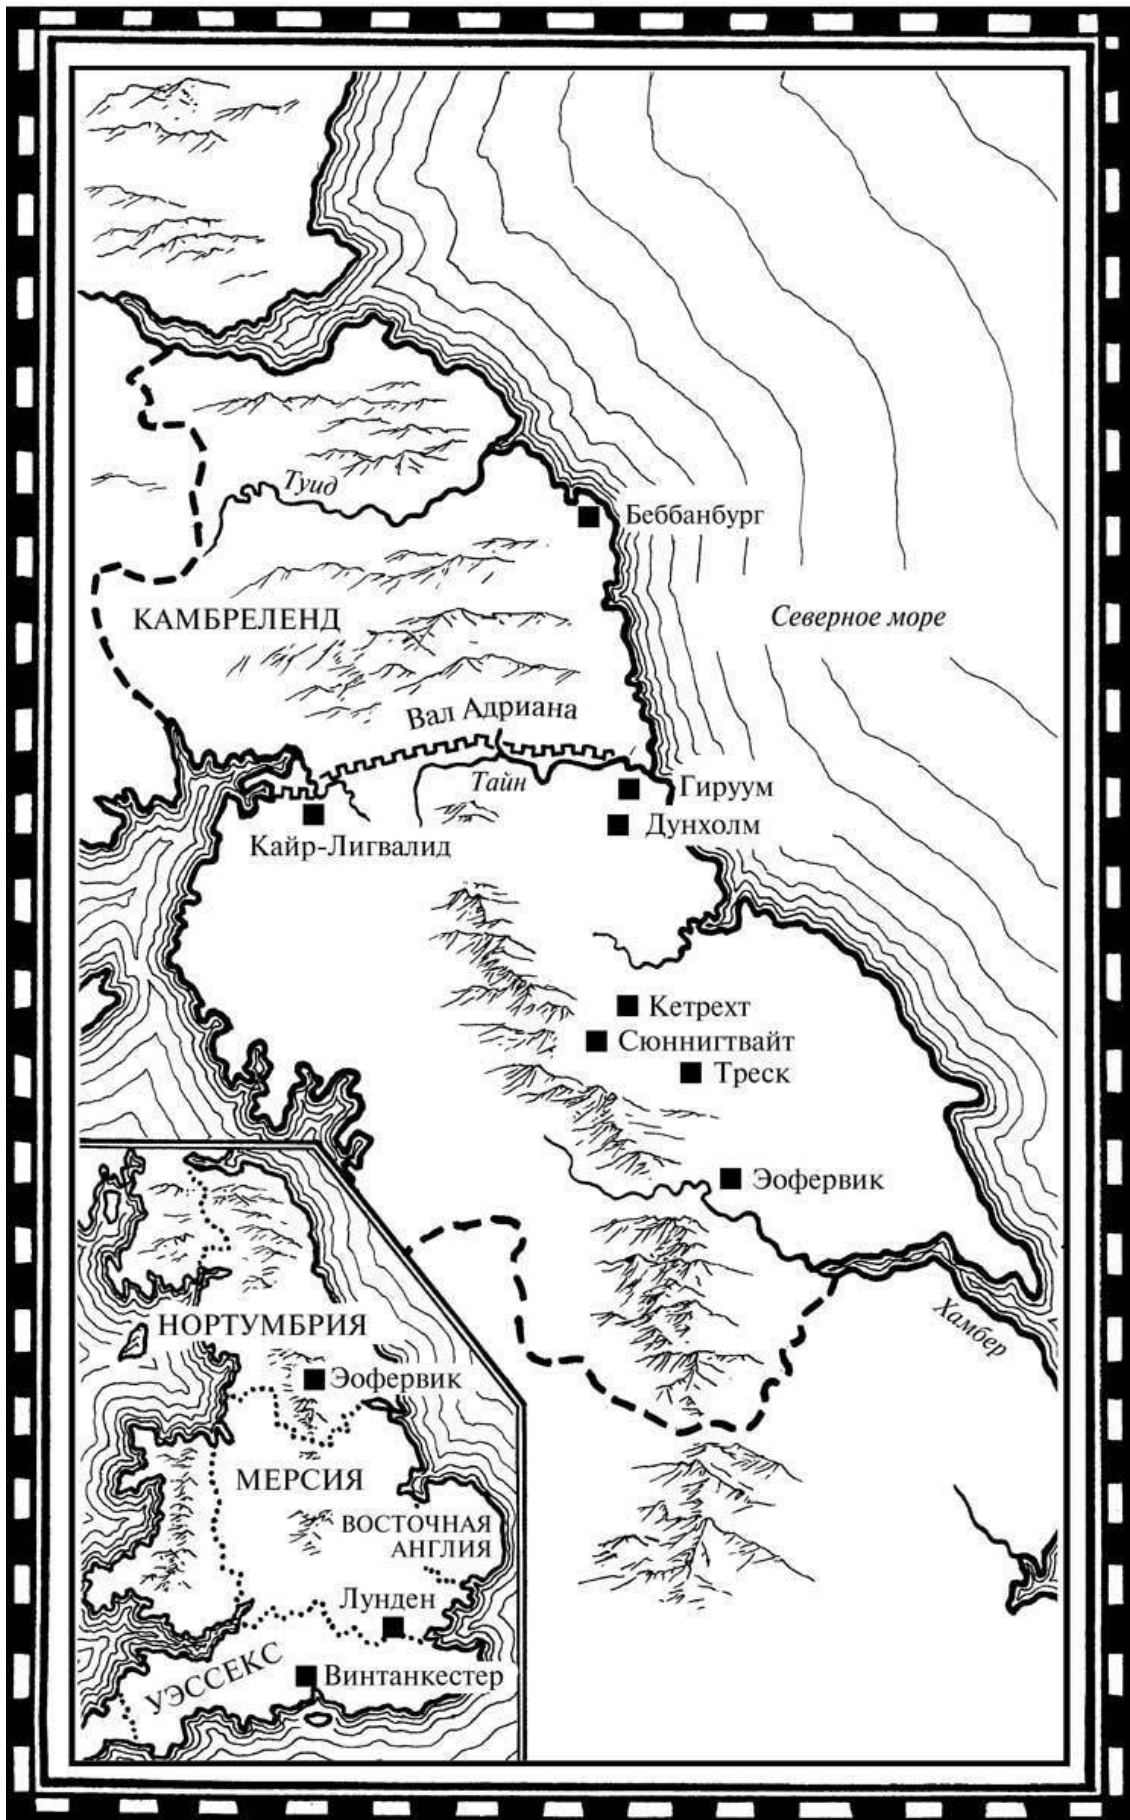 Туид
Беббанбург
Северное море
КАМБРЕЛЕНД
Вал Адриана
Тайн
Гируум
Дунхолм
Кайр-Лигвалид
Кетрехт
Сюннигтвайт
Треск
Эофервик
Хамбер
НОРТУМБРИЯ
Эофервик
МЕРСИЯ
ВОСТОЧНАЯ
АНГЛИЯ
Лунден
УЭССЕКС
Винтанкестер